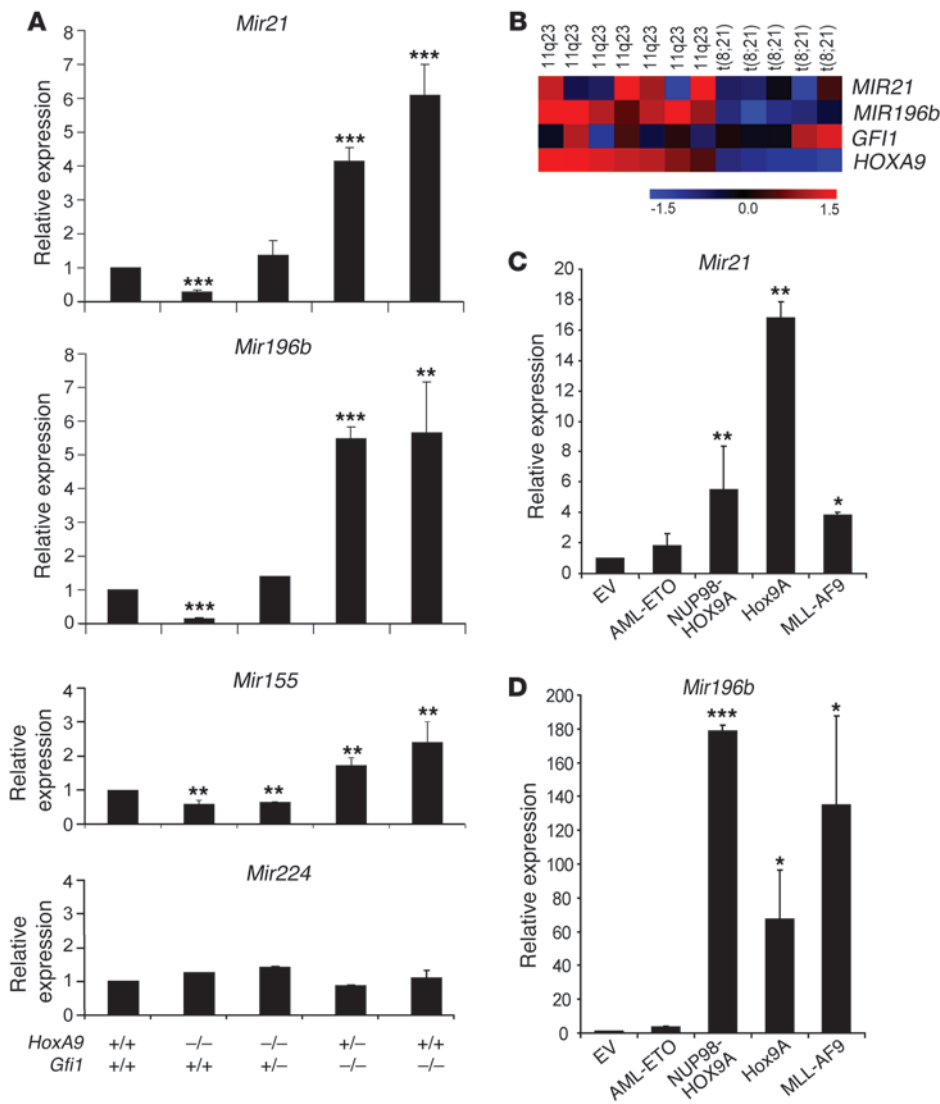 A
Mir21
Relative expression
8
7
6
5
4
3
2
1
0
***
***
***
Mir196b
Relative expression
8
7
6
5
4
3
2
1
0
***
***
**
Mir155
Relative
expression
4
3
2
1
0
**
**
**
**
Mir224
Relative
expression
4
3
2
1
0
HoxA9 +/+ –/– –/– +/– +/+
Gfi1 +/+ +/+ +/– –/– –/–
B
11q23 11q23 11q23 11q23 11q23 11q23 11q23 t(8;21) t(8;21) t(8;21) t(8;21) t(8;21)
MIR21
MIR196b
GFI1
HOXA9
-1.5 0.0 1.5
C
Mir21
Relative expression
20
18
16
14
12
10
8
6
4
2
0
**
**
*
EV
AML-ETO
NUP98-
HOX9A
Hox9A
MLL-AF9
D
Mir196b
Relative expression
200
180
160
140
120
100
80
60
40
20
0
***
*
*
EV
AML-ETO
NUP98-
HOX9A
Hox9A
MLL-AF9